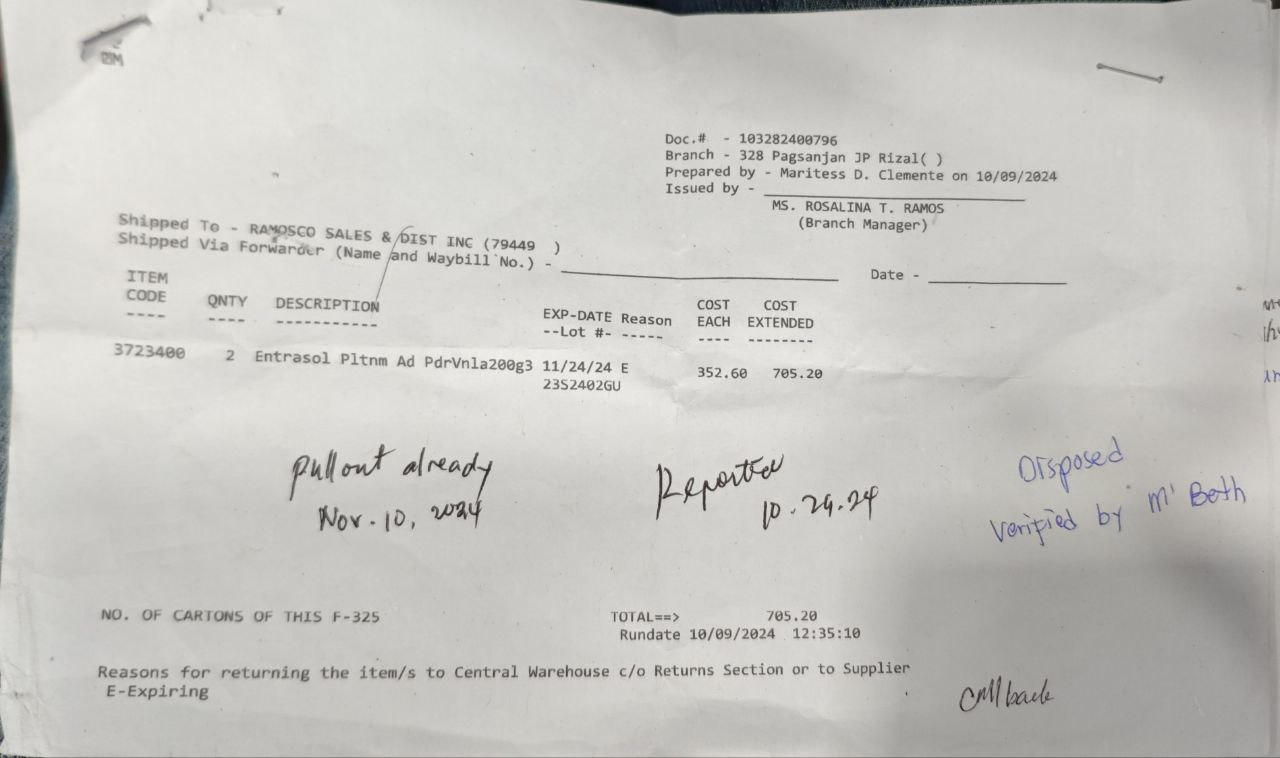 Doc.# - 103282400796
Branch - 328 Pagsanjan JP Rizal( )
Prepared by - Maritess D. Clemente on 10/09/2024
Issued by -
MS. ROSALINA T. RAMOS
(Branch Manager)
Shipped To - RAMOSCO SALES & DIST INC (79449 )
Shipped Via Forwarder (Name and Waybill No.) - Date -
ITEM CODE QNTY DESCRIPTION EXP-DATE Reason COST EACH COST EXTENDED
---- ---- ----------- --Lot #- ----- ---- --------
3723400 2 Entrasol Pltnm Ad PdrVnla200g3 11/24/24 E 352.60 705.20
23S2402GU
Pullout already
Nov. 10, 2024
Reported
10.29.24
Disposed
Verified by M' Beth
NO. OF CARTONS OF THIS F-325 TOTAL==> 705.20
Rundate 10/09/2024 12:35:10
Reasons for returning the item/s to Central Warehouse c/o Returns Section or to Supplier
E-Expiring
Call back